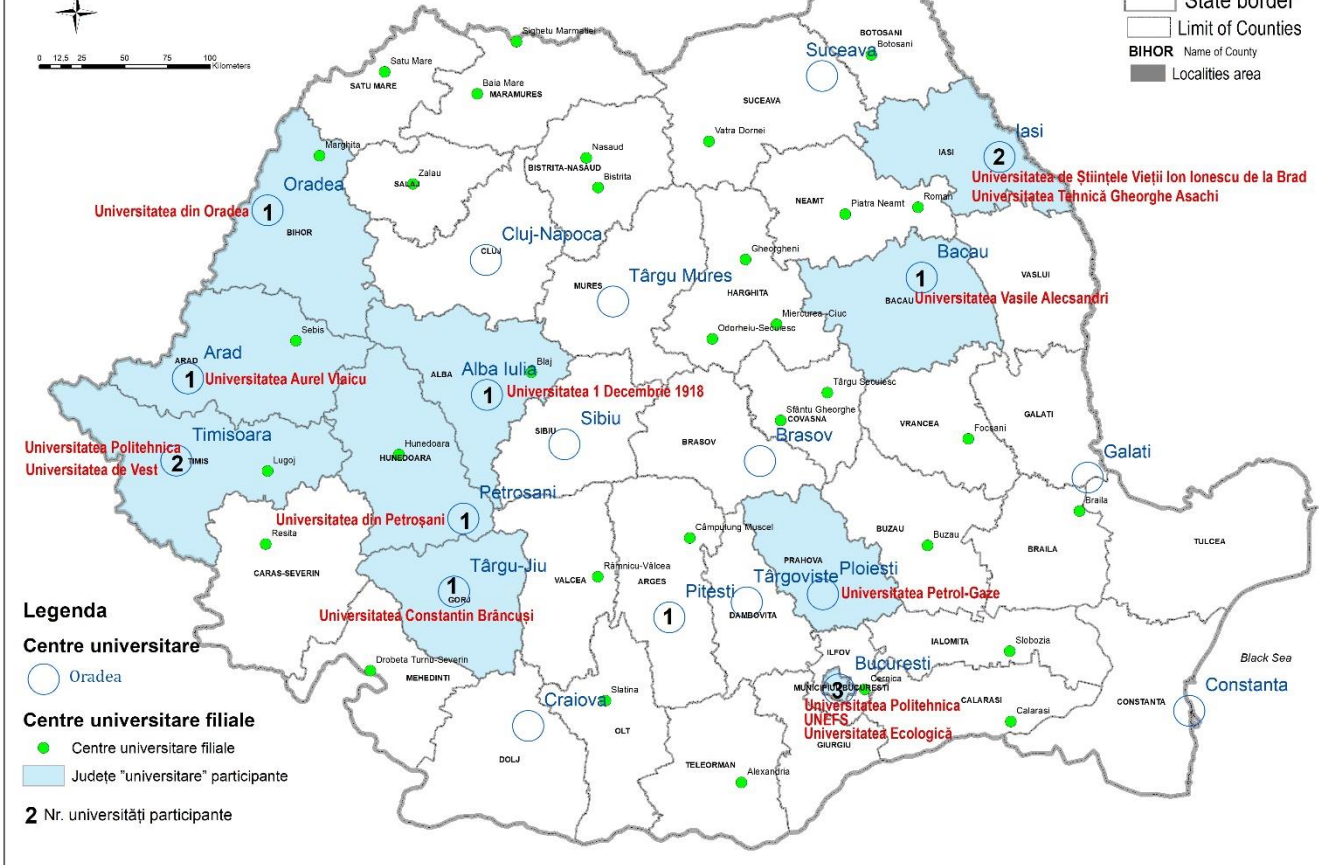 State border
Limit of Counties
BIHOR Name of County
Localities area
0 12,5 25 50 75 100
Kilometers
Sighetu Marmatiei
Satu Mare
SATU MARE
Baia Mare
MARAMURES
Suceava
SUCEAVA
BOTOSANI
Botosani
Vatra Dornei
Iasi
IASI
2
Universitatea de Științele Vieții Ion Ionescu de la Brad
Universitatea Tehnică Gheorghe Asachi
Marghita
Oradea
1
Universitatea din Oradea
BIHOR
Zalau
SALAJ
Nasaud
BISTRITA-NASAUD
Bistrita
NEAMT
Piatra Neamt
Roman
Cluj-Napoca
CLUJ
Târgu Mures
MURES
Gheorgheni
HARGHITA
Miercurea -Ciuc
Odorheiu-Secuiesc
Bacau
1
BACAU
Universitatea Vasile Alecsandri
VASLUI
Sebis
Arad
ARAD
1
Universitatea Aurel Vlaicu
ALBA
Alba Iulia
Blaj
1
Universitatea 1 Decembrie 1918
Sibiu
SIBIU
BRASOV
Brasov
Târgu Secuiesc
Sfântu Gheorghe
COVASNA
VRANCEA
Focsani
GALATI
Galati
Timisoara
Universitatea Politehnica
Universitatea de Vest
2
TIMIS
Lugoj
Hunedoara
HUNEDOARA
Petrosani
Universitatea din Petroșani
1
Resita
CARAS-SEVERIN
Târgu-Jiu
1
GORJ
Universitatea Constantin Brâncuși
VALCEA
Râmnicu-Vâlcea
Câmpulung Muscel
ARGES
Pitesti
1
Târgoviste
DAMBOVITA
PRAHOVA
Ploiesti
Universitatea Petrol-Gaze
BUZAU
Buzau
Braila
BRAILA
TULCEA
Drobeta Turnu-Severin
MEHEDINTI
Craiova
DOLJ
Slatina
OLT
TELEORMAN
Alexandria
ILFOV
Bucuresti
MUNICIPIUL BUCURESTI
3
Cernica
Universitatea Politehnica
UNEFS
Universitatea Ecologică
GIURGIU
IALOMITA
Slobozia
CALARASI
Calarasi
CONSTANTA
Constanta
Black Sea
Legenda
Centre universitare
Oradea
Centre universitare filiale
Centre universitare filiale
Județe "universitare" participante
2 Nr. universități participante